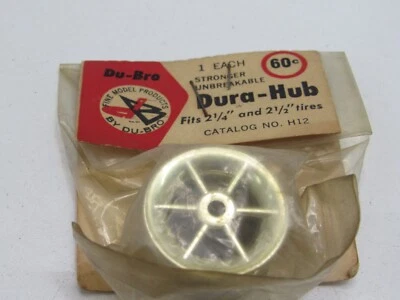 Du-Bro
FINE MODEL PRODUCTS
BY DU-BRO
1 EACH
STRONGER
UNBREAKABLE
60¢
Dura-Hub
Fits 2¼" and 2½" tires
CATALOG NO. H12